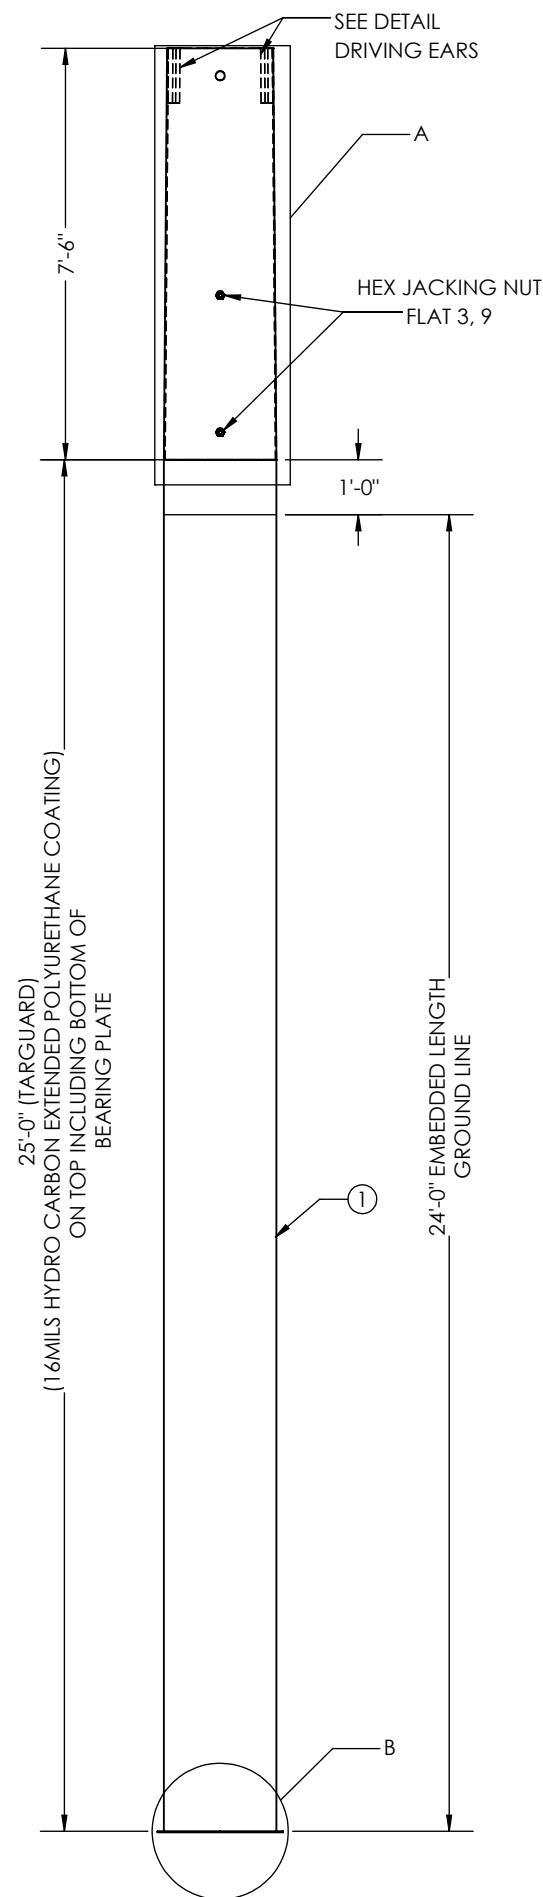 SEE DETAIL
DRIVING EARS
A
7'-6"
HEX JACKING NUT
FLAT 3, 9
1'-0"
25'-0" (TARGUARD)
(16MILS HYDRO CARBON EXTENDED POLYURETHANE COATING)
ON TOP INCLUDING BOTTOM OF
BEARING PLATE
24'-0" EMBEDDED LENGTH
GROUND LINE
1
B